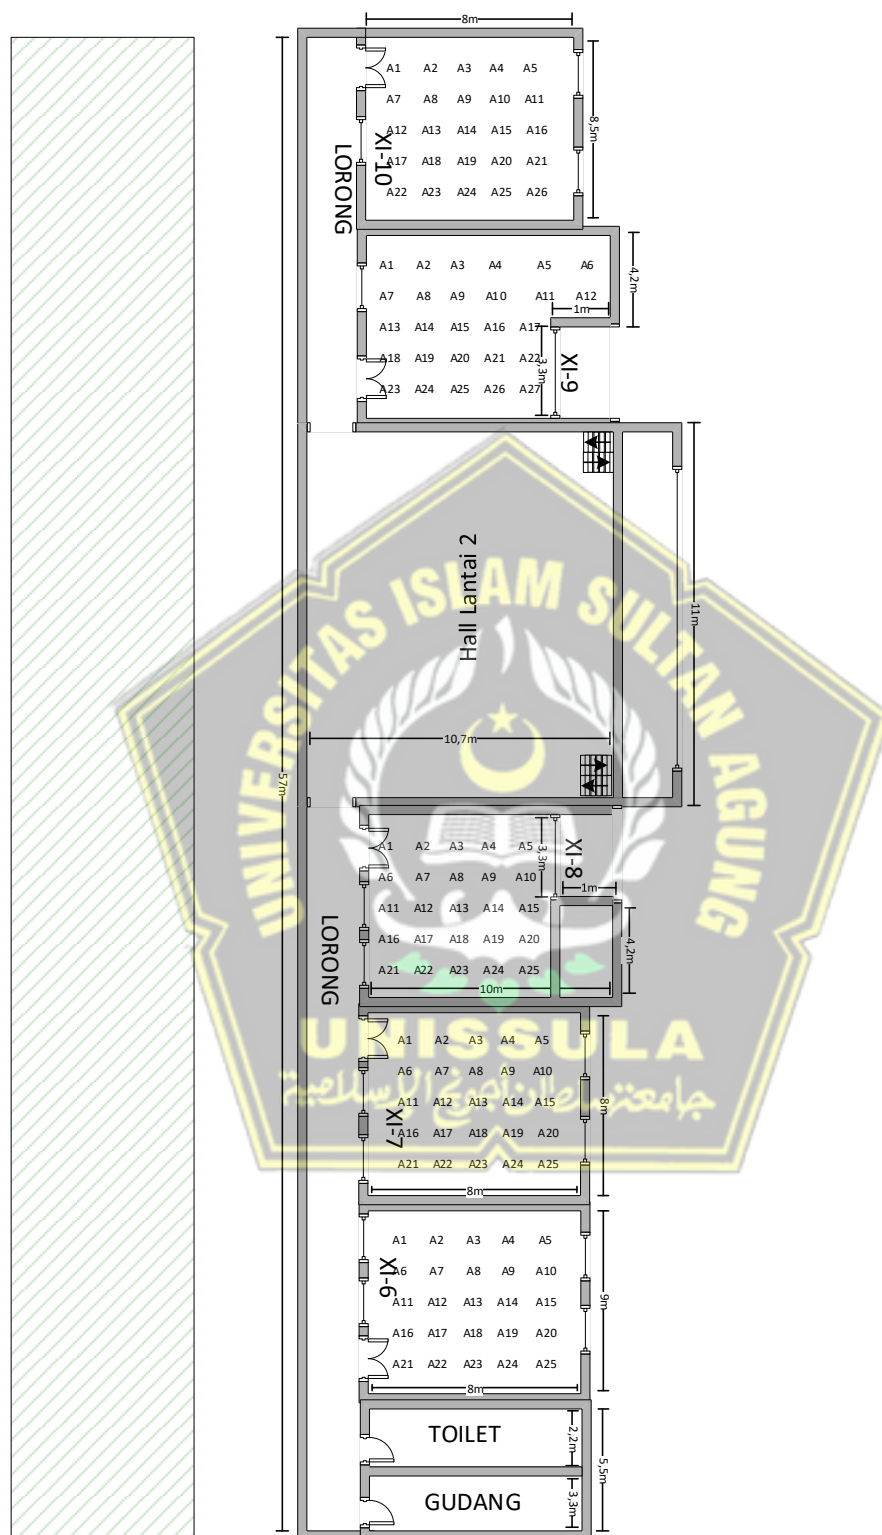 8m
A1 A2 A3 A4 A5
A7 A8 A9 A10 A11
A12 A13 A14 A15 A16
A17 A18 A19 A20 A21
A22 A23 A24 A25 A26
XI-10
LORONG
8,5m
A1 A2 A3 A4 A5 A6
A7 A8 A9 A10 A11 A12
A13 A14 A15 A16 A17
A18 A19 A20 A21 A22
A23 A24 A25 A26 A27
4,2m
1m
3,3m
XI-9
Hall Lantai 2
11m
10,7m
57m
UNIVERSITAS ISLAM SULTAN AGUNG
A1 A2 A3 A4 A5
A6 A7 A8 A9 A10
A11 A12 A13 A14 A15
A16 A17 A18 A19 A20
A21 A22 A23 A24 A25
3,3m
XI-8
1m
4,2m
10m
LORONG
UNISSULA
جامعتسلطان أجونج الإسلامية
A1 A2 A3 A4 A5
A6 A7 A8 A9 A10
A11 A12 A13 A14 A15
A16 A17 A18 A19 A20
A21 A22 A23 A24 A25
XI-7
8m
8m
A1 A2 A3 A4 A5
A6 A7 A8 A9 A10
A11 A12 A13 A14 A15
A16 A17 A18 A19 A20
A21 A22 A23 A24 A25
XI-6
9m
8m
TOILET
2,2m
5,5m
GUDANG
3,3m